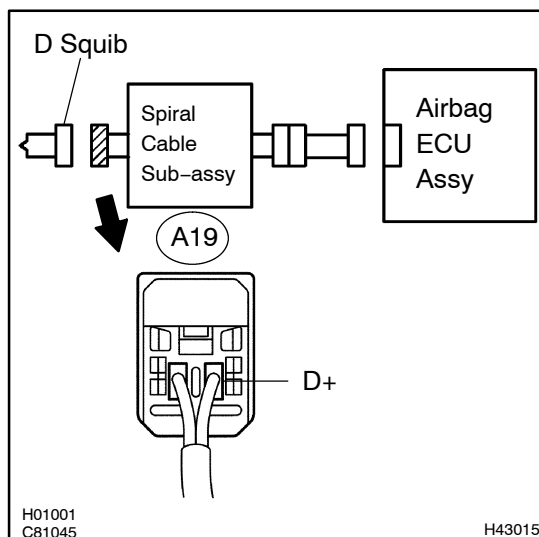 D Squib
Spiral
Cable
Sub−assy
Airbag
ECU
Assy
A19
D+
H01001
C81045
H43015